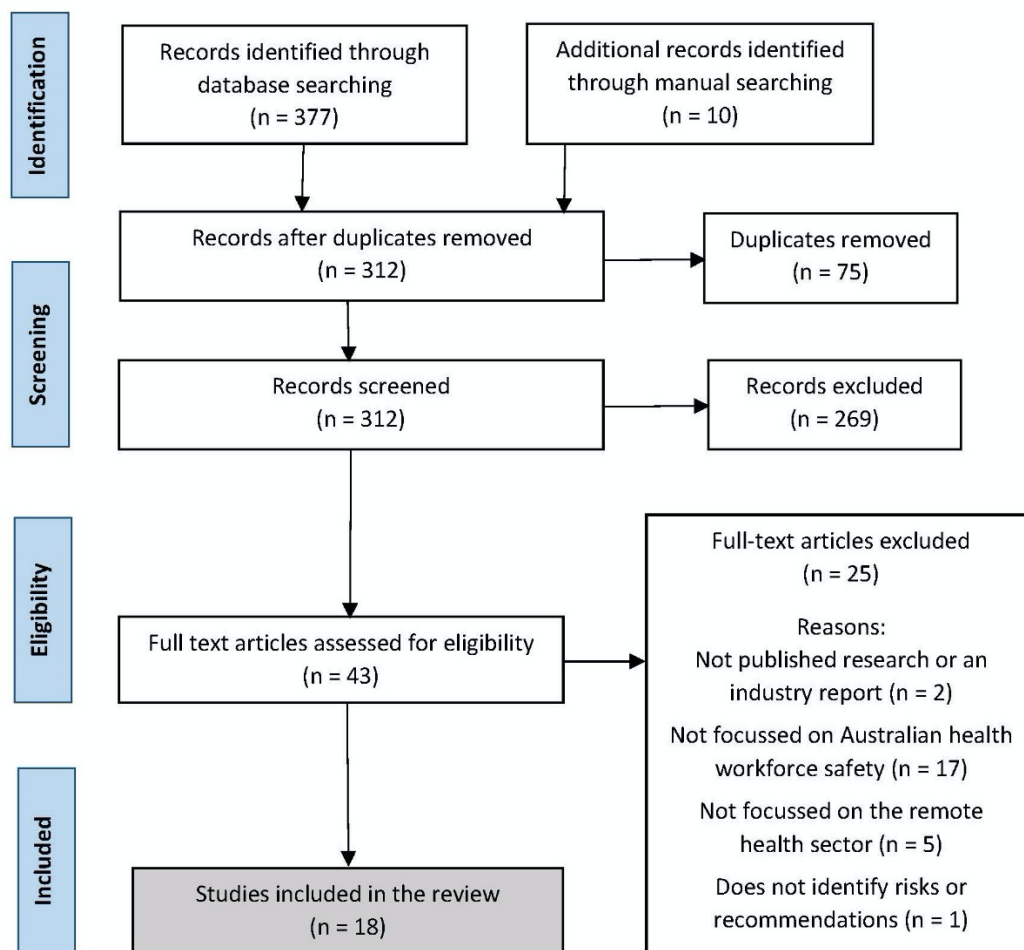 Identification
Records identified through
database searching
(n = 377)
Additional records identified
through manual searching
(n = 10)
Records after duplicates removed
(n = 312)
Duplicates removed
(n = 75)
Screening
Records screened
(n = 312)
Records excluded
(n = 269)
Eligibility
Full text articles assessed for eligibility
(n = 43)
Full-text articles excluded
(n = 25)
Reasons:
Not published research or an
industry report (n = 2)
Not focussed on Australian health
workforce safety (n = 17)
Not focussed on the remote
health sector (n = 5)
Does not identify risks or
recommendations (n = 1)
Included
Studies included in the review
(n = 18)